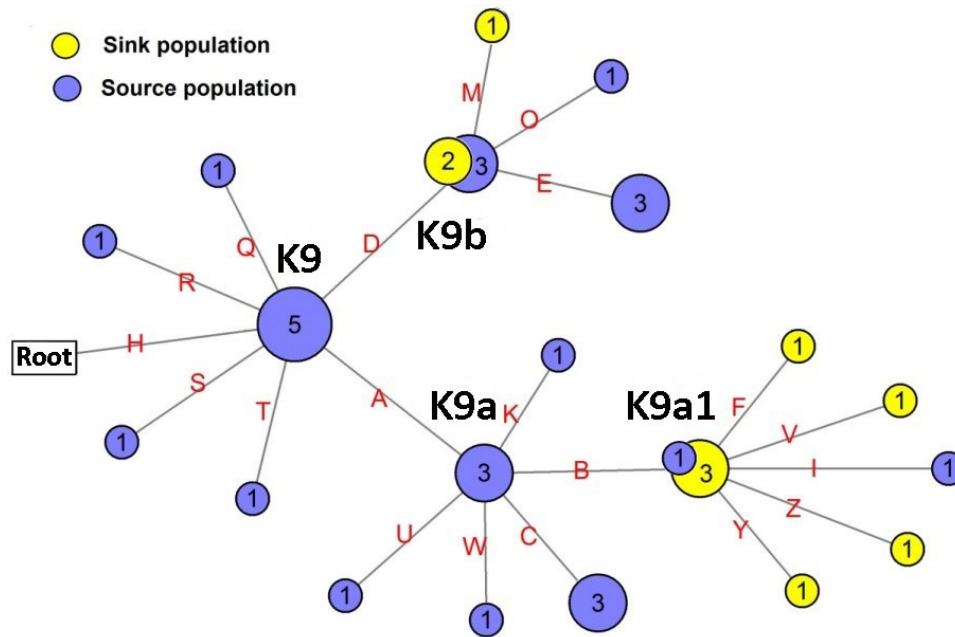 Sink population
Source population
1
M
O
1
2
3
E
3
K9b
D
1
Q
1
R
K9
5
H
Root
S
1
T
1
A
K9a
3
K
1
U
1
W
1
C
3
B
K9a1
1
3
F
1
V
1
I
1
Z
1
Y
1